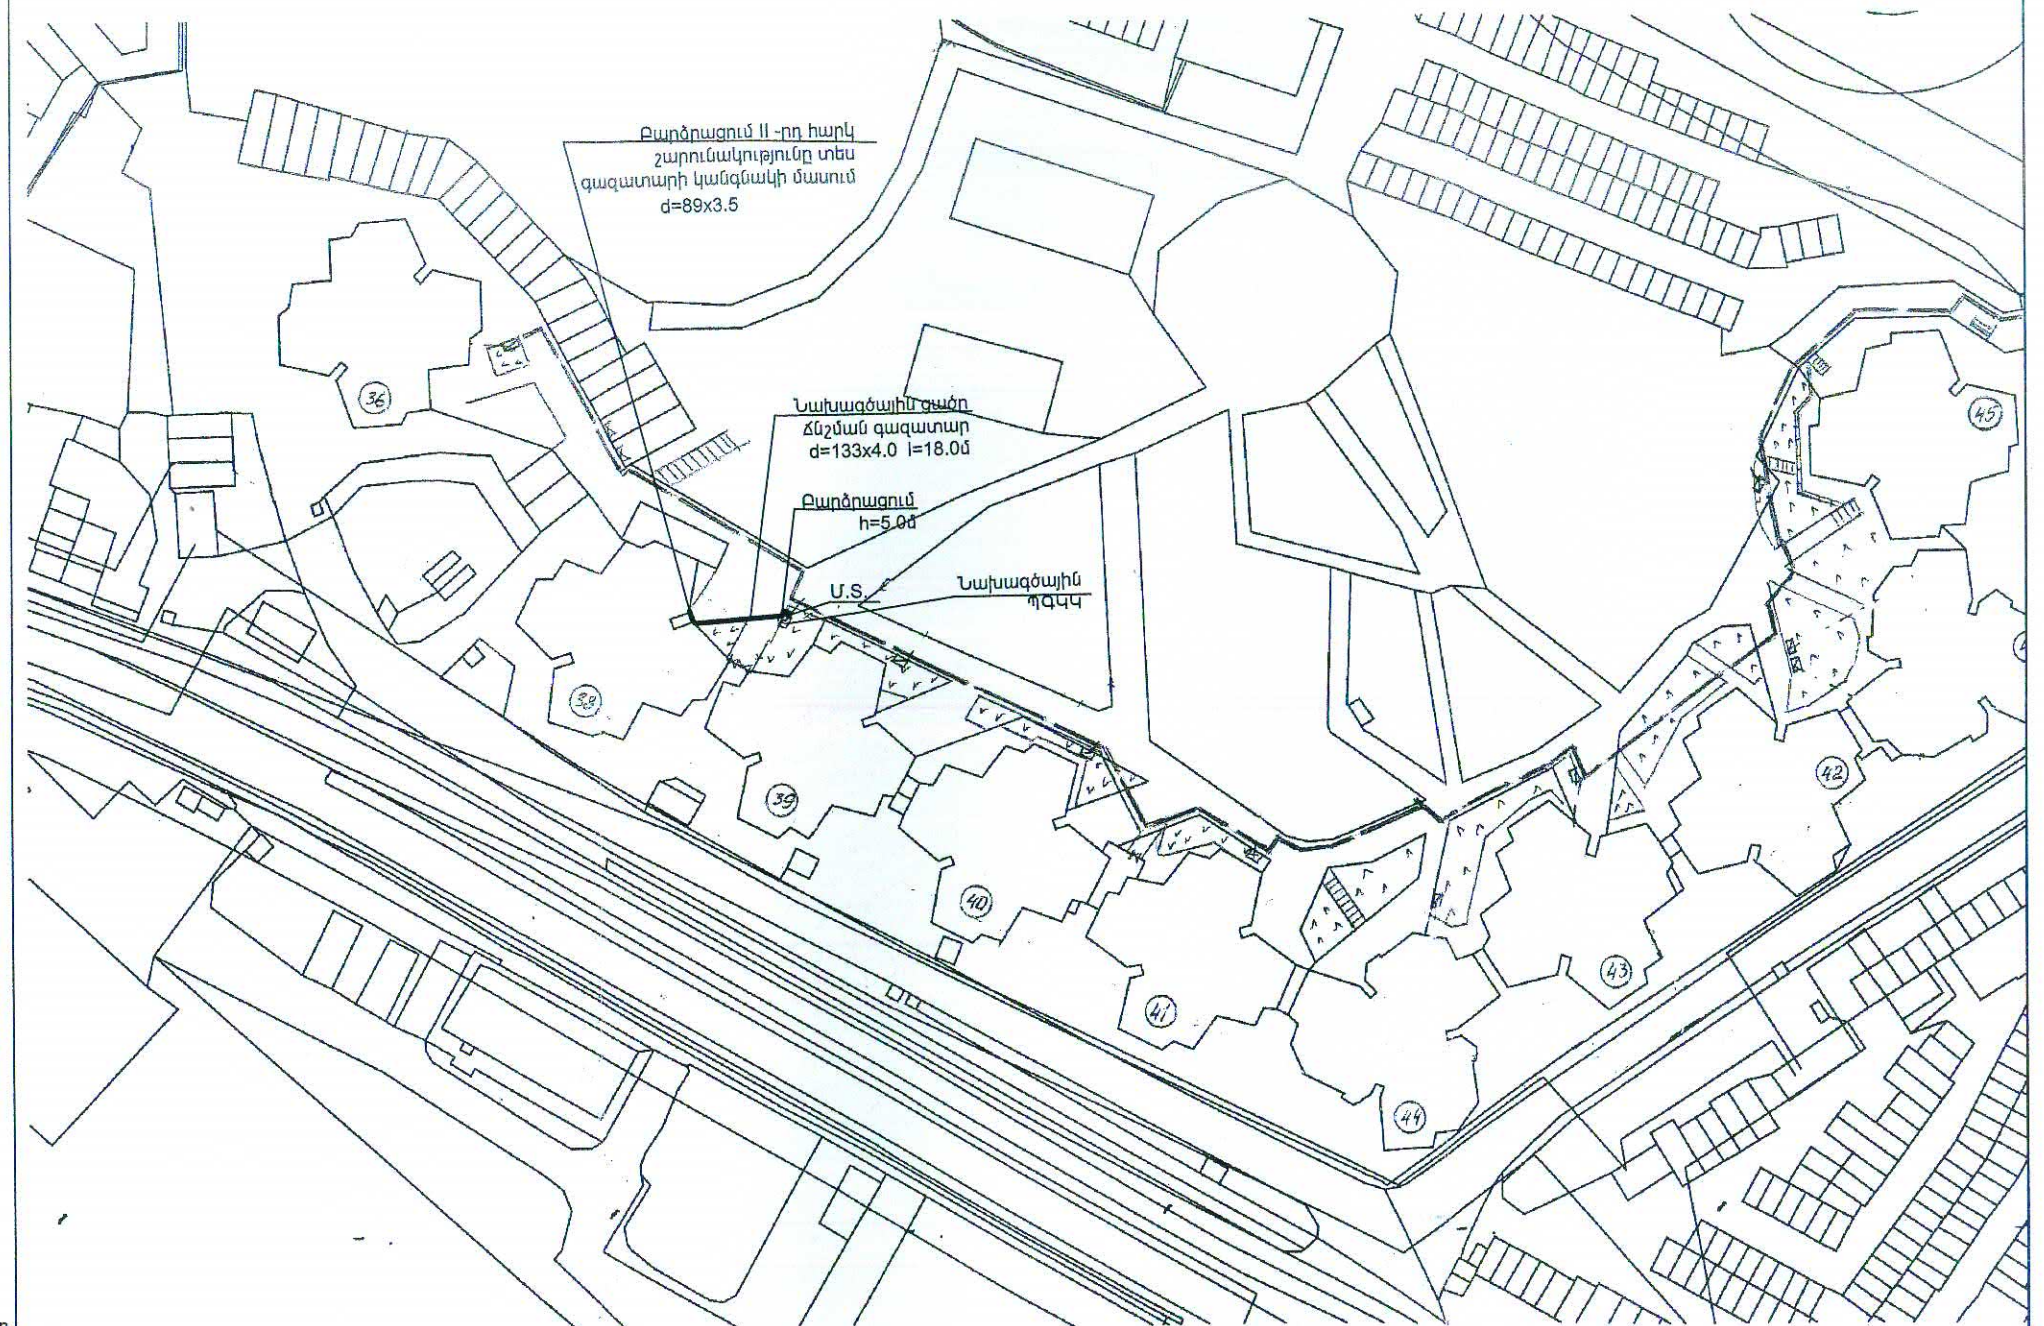 Բարձրացում II -րդ հարկ
շարունակությունը տես
գազատարի կանգնակի մասում
d=89x3.5
Նախագծային ցածր
ճնշման գազատար
d=133x4.0 l=18.0մ
Բարձրացում
h=5.0մ
Մ.Տ.
Նախագծային
ՊԳԿԿ
36
45
38
39
40
41
42
43
44